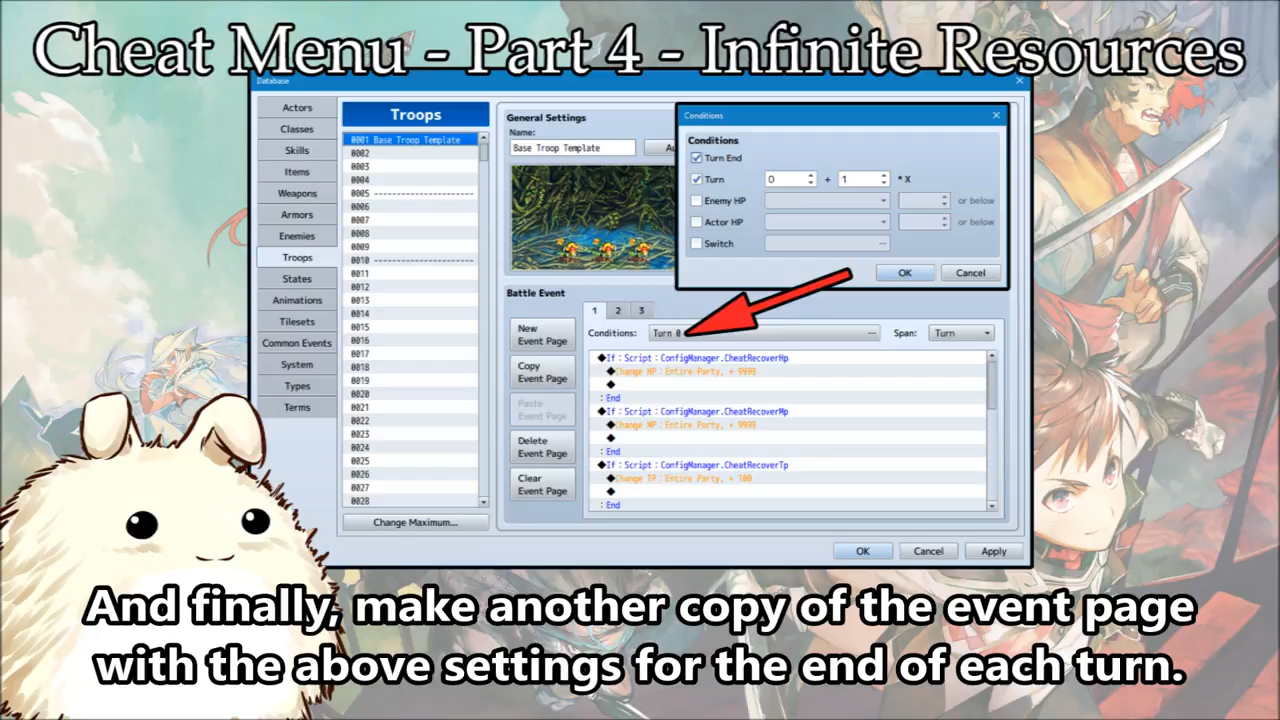 Cheat Menu - Part 4 - Infinite Resources
Database
Actors
Classes
Skills
Items
Weapons
Armors
Enemies
Troops
States
Animations
Tilesets
Common Events
System
Types
Terms
Troops
0001 Base Troop Template
0002
0003
0004
0005 --------------------
0006
0007
0008
0009
0010 --------------------
0011
0012
0013
0014
0015
0016
0017
0018
0019
0020
0021
0022
0023
0024
0025
0026
0027
0028
Change Maximum...
General Settings
Name:
Base Troop Template
Conditions
Conditions
Turn End
Turn 0 + 1 * X
Enemy HP or below
Actor HP or below
Switch ...
OK Cancel
Battle Event
1 2 3
New Event Page
Copy Event Page
Paste Event Page
Delete Event Page
Clear Event Page
Conditions: Turn 0 ... Span: Turn
◆If : Script : ConfigManager.CheatRecoverHp
◆Change HP : Entire Party, + 9999
◆
: End
◆If : Script : ConfigManager.CheatRecoverMp
◆Change MP : Entire Party, + 9999
◆
: End
◆If : Script : ConfigManager.CheatRecoverTp
◆Change TP : Entire Party, + 100
◆
: End
OK Cancel Apply
And finally, make another copy of the event page
with the above settings for the end of each turn.